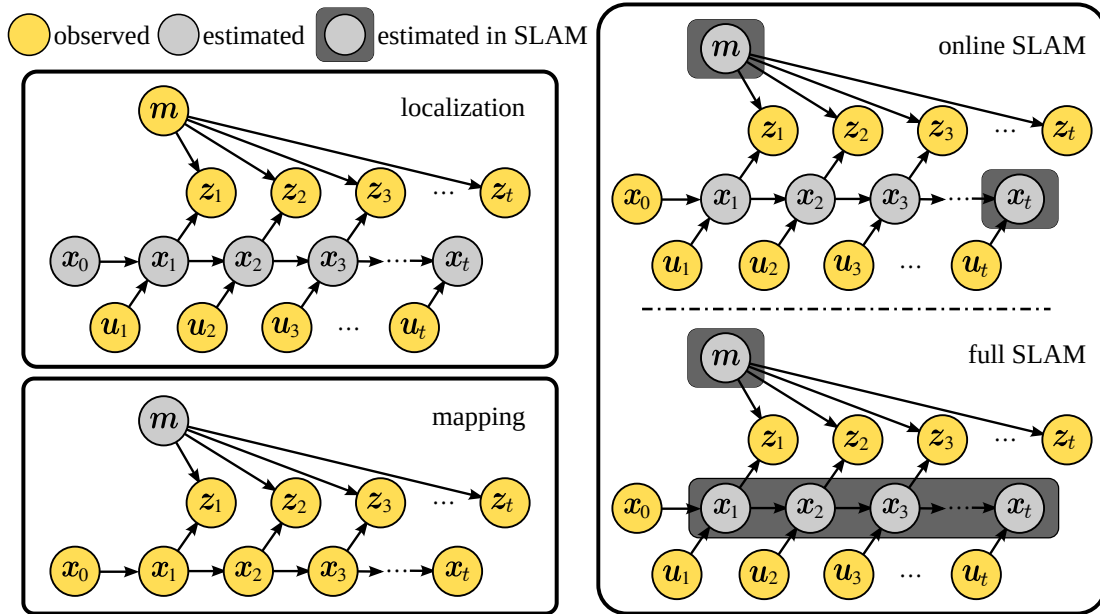 observed estimated estimated in SLAM
localization
m
z1 z2 z3 ... zt
x0 x1 x2 x3 ... xt
u1 u2 u3 ... ut
mapping
m
z1 z2 z3 ... zt
x0 x1 x2 x3 ... xt
online SLAM
m
z1 z2 z3 ... zt
x0 x1 x2 x3 ... xt
u1 u2 u3 ... ut
full SLAM
m
z1 z2 z3 ... zt
x0 x1 x2 x3 ... xt
u1 u2 u3 ... ut